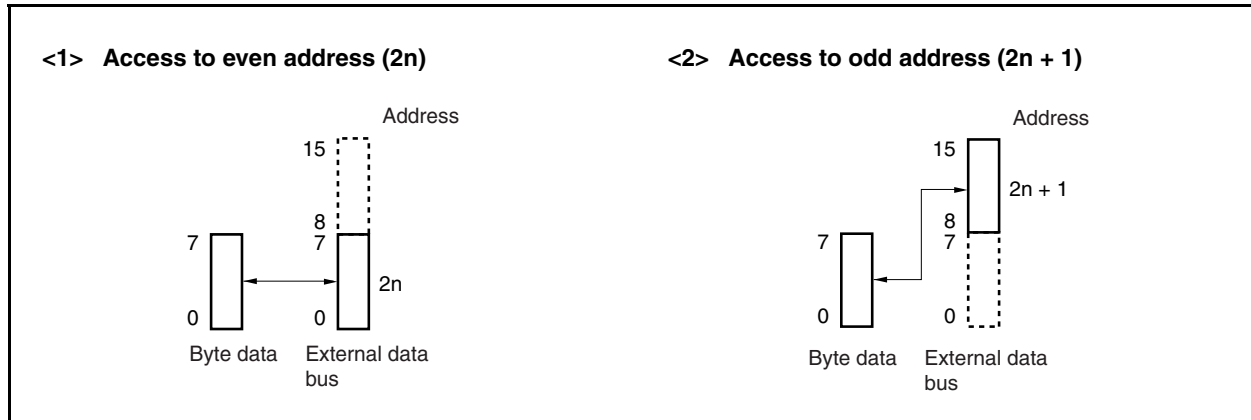 <1> Access to even address (2n)
Address
15
8
7
7
2n
0
0
Byte data
External data
bus
<2> Access to odd address (2n + 1)
Address
15
2n + 1
8
7
7
0
0
Byte data
External data
bus